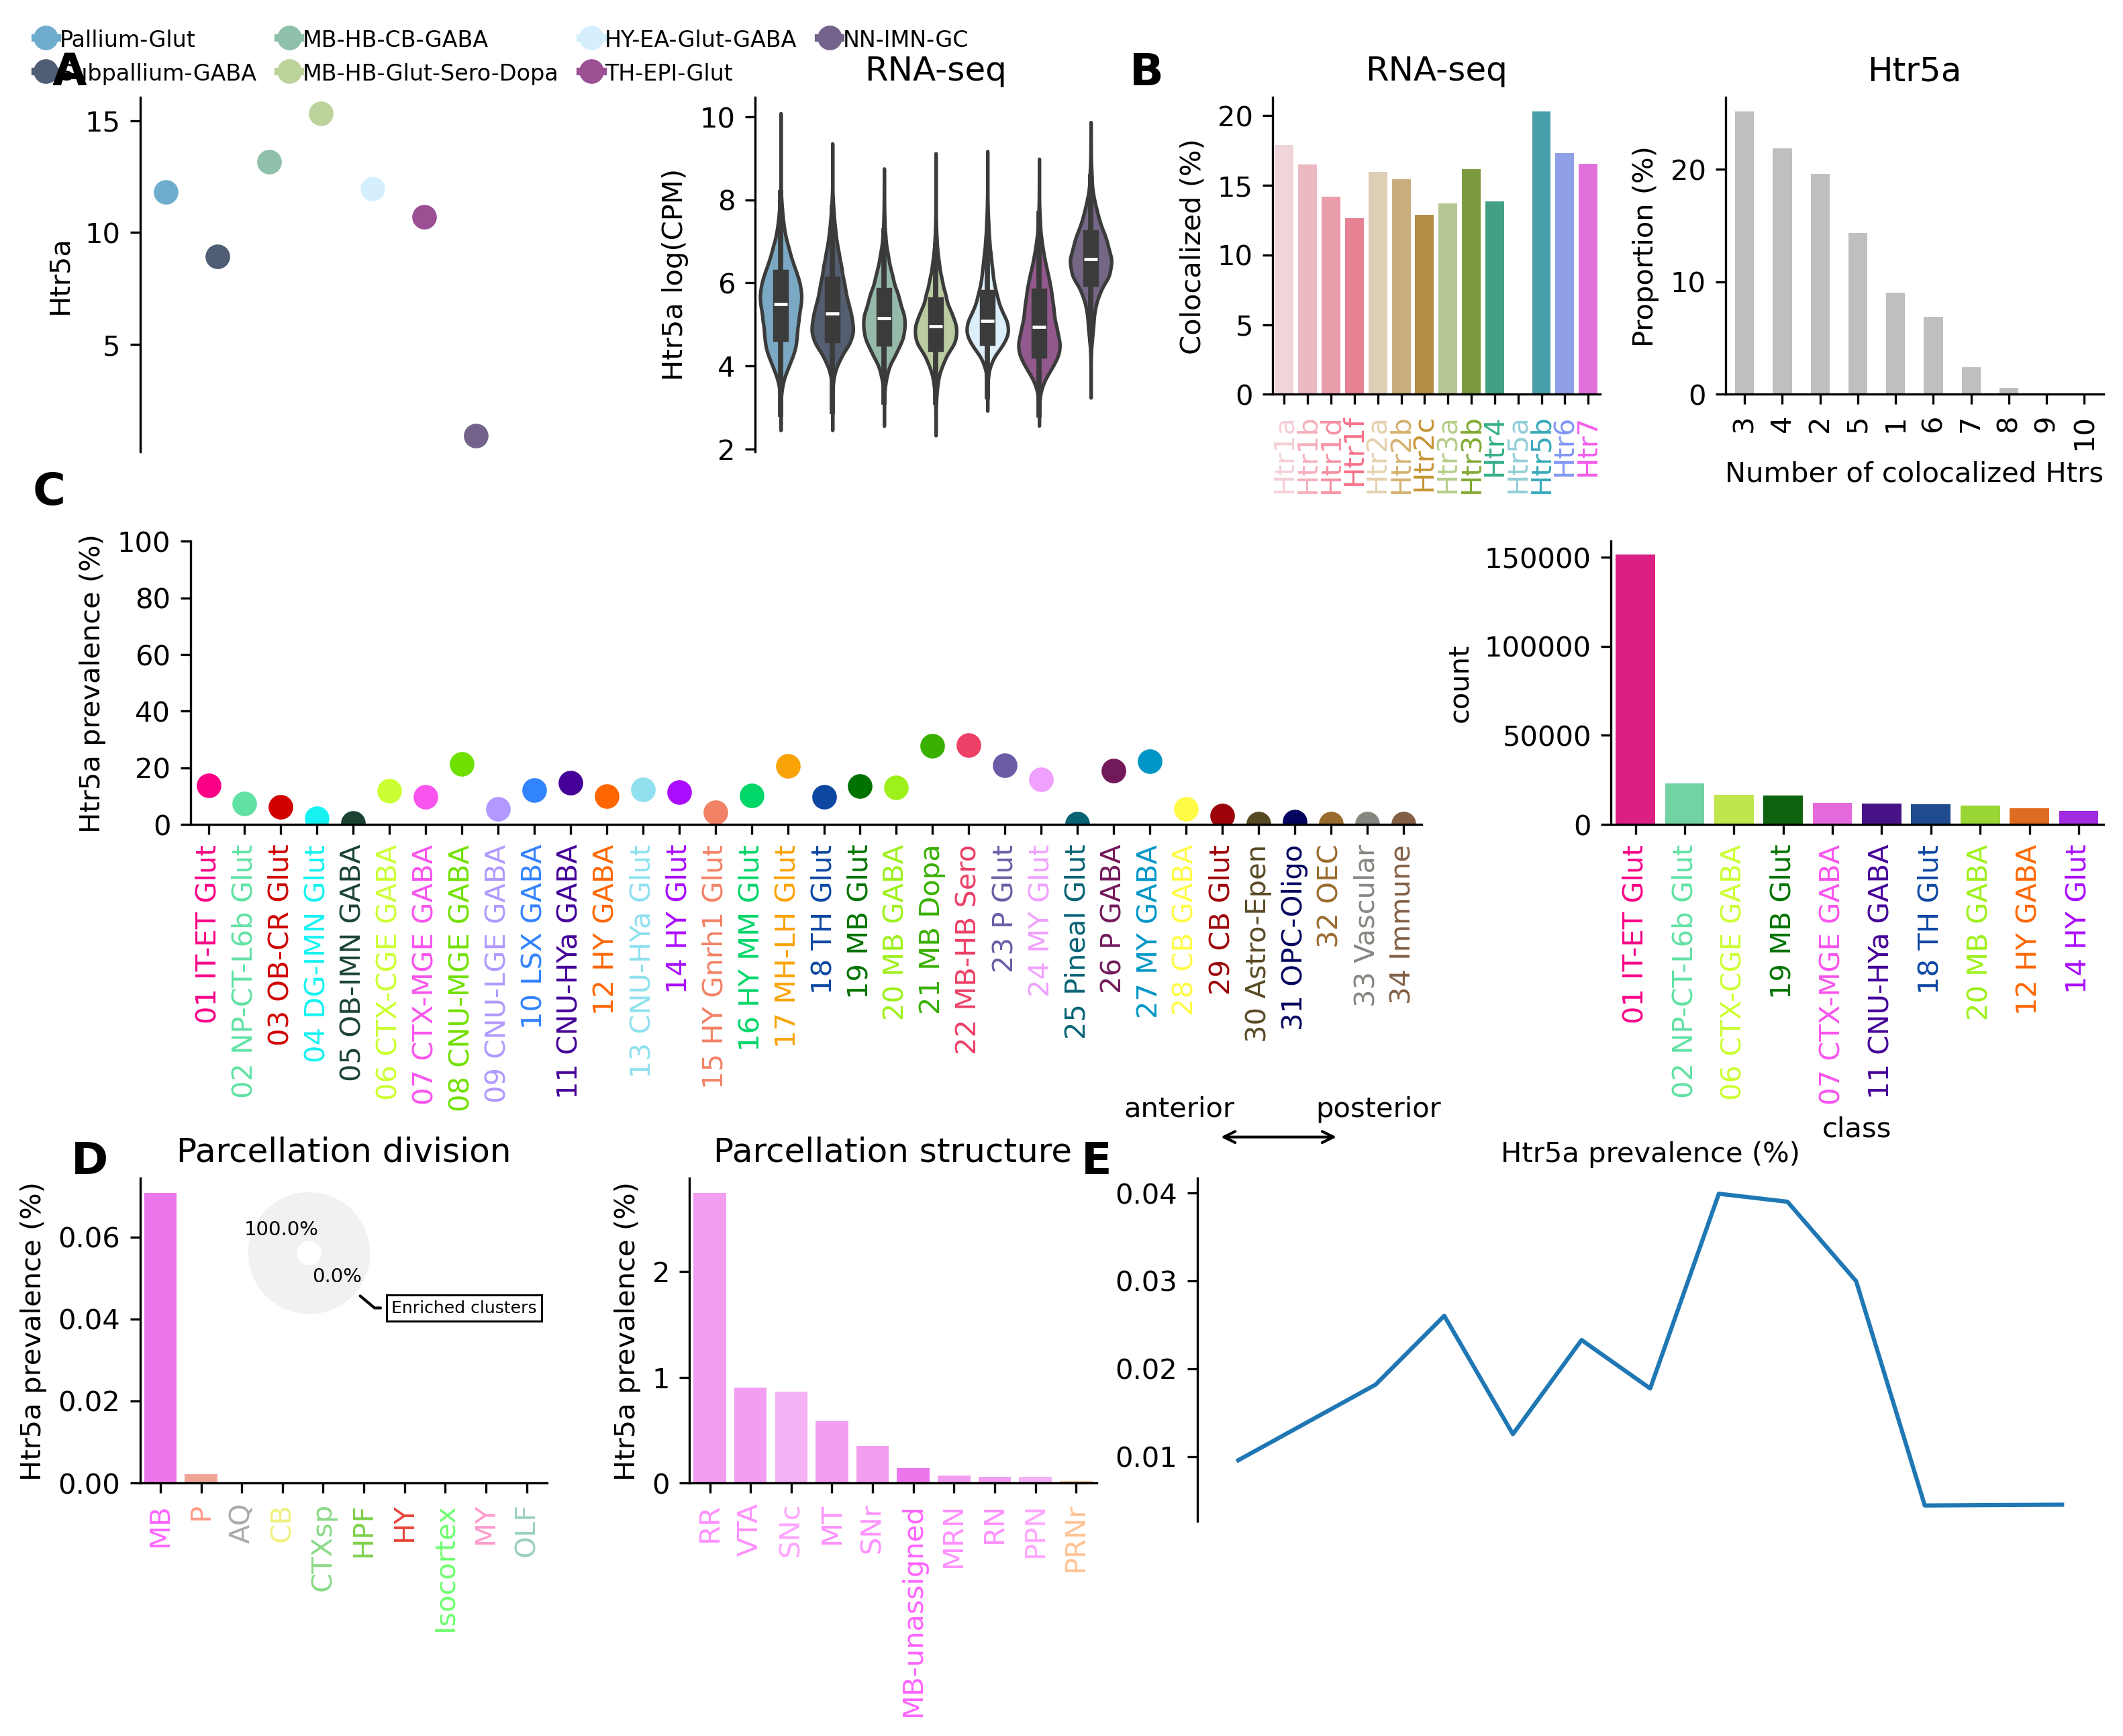 Pallium-Glut
MB-HB-CB-GABA
HY-EA-Glut-GABA
NN-IMN-GC
A
ubpallium-GABA
MB-HB-Glut-Sero-Dopa
TH-EPI-Glut
RNA-seq
B
RNA-seq
Htr5a
Htr5a
15
10
5
Htr5a log(CPM)
10
8
6
4
2
Colocalized (%)
20
15
10
5
0
Htr1a
Htr1b
Htr1d
Htr1f
Htr2a
Htr2b
Htr2c
Htr3a
Htr3b
Htr4
Htr5a
Htr5b
Htr6
Htr7
Proportion (%)
20
10
0
3
4
2
5
1
6
7
8
9
10
Number of colocalized Htrs
C
Htr5a prevalence (%)
100
80
60
40
20
0
01 IT-ET Glut
02 NP-CT-L6b Glut
03 OB-CR Glut
04 DG-IMN Glut
05 OB-IMN GABA
06 CTX-CGE GABA
07 CTX-MGE GABA
08 CNU-MGE GABA
09 CNU-LGE GABA
10 LSX GABA
11 CNU-HYa GABA
12 HY GABA
13 CNU-HYa Glut
14 HY Glut
15 HY Gnrh1 Glut
16 HY MM Glut
17 MH-LH Glut
18 TH Glut
19 MB Glut
20 MB GABA
21 MB Dopa
22 MB-HB Sero
23 P Glut
24 MY Glut
25 Pineal Glut
26 P GABA
27 MY GABA
28 CB GABA
29 CB Glut
30 Astro-Epen
31 OPC-Oligo
32 OEC
33 Vascular
34 Immune
count
150000
100000
50000
0
01 IT-ET Glut
02 NP-CT-L6b Glut
06 CTX-CGE GABA
19 MB Glut
07 CTX-MGE GABA
11 CNU-HYa GABA
18 TH Glut
20 MB GABA
12 HY GABA
14 HY Glut
class
D
Parcellation division
Htr5a prevalence (%)
0.06
0.04
0.02
0.00
100.0%
0.0%
Enriched clusters
MB
P
AQ
CB
CTXsp
HPF
HY
Isocortex
MY
OLF
Parcellation structure
Htr5a prevalence (%)
2
1
0
RR
VTA
SNc
MT
SNr
MB-unassigned
MRN
RN
PPN
PRNr
E
anterior
posterior
Htr5a prevalence (%)
0.04
0.03
0.02
0.01